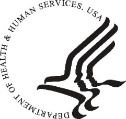 DEPARTMENT OF HEALTH & HUMAN SERVICES. USA